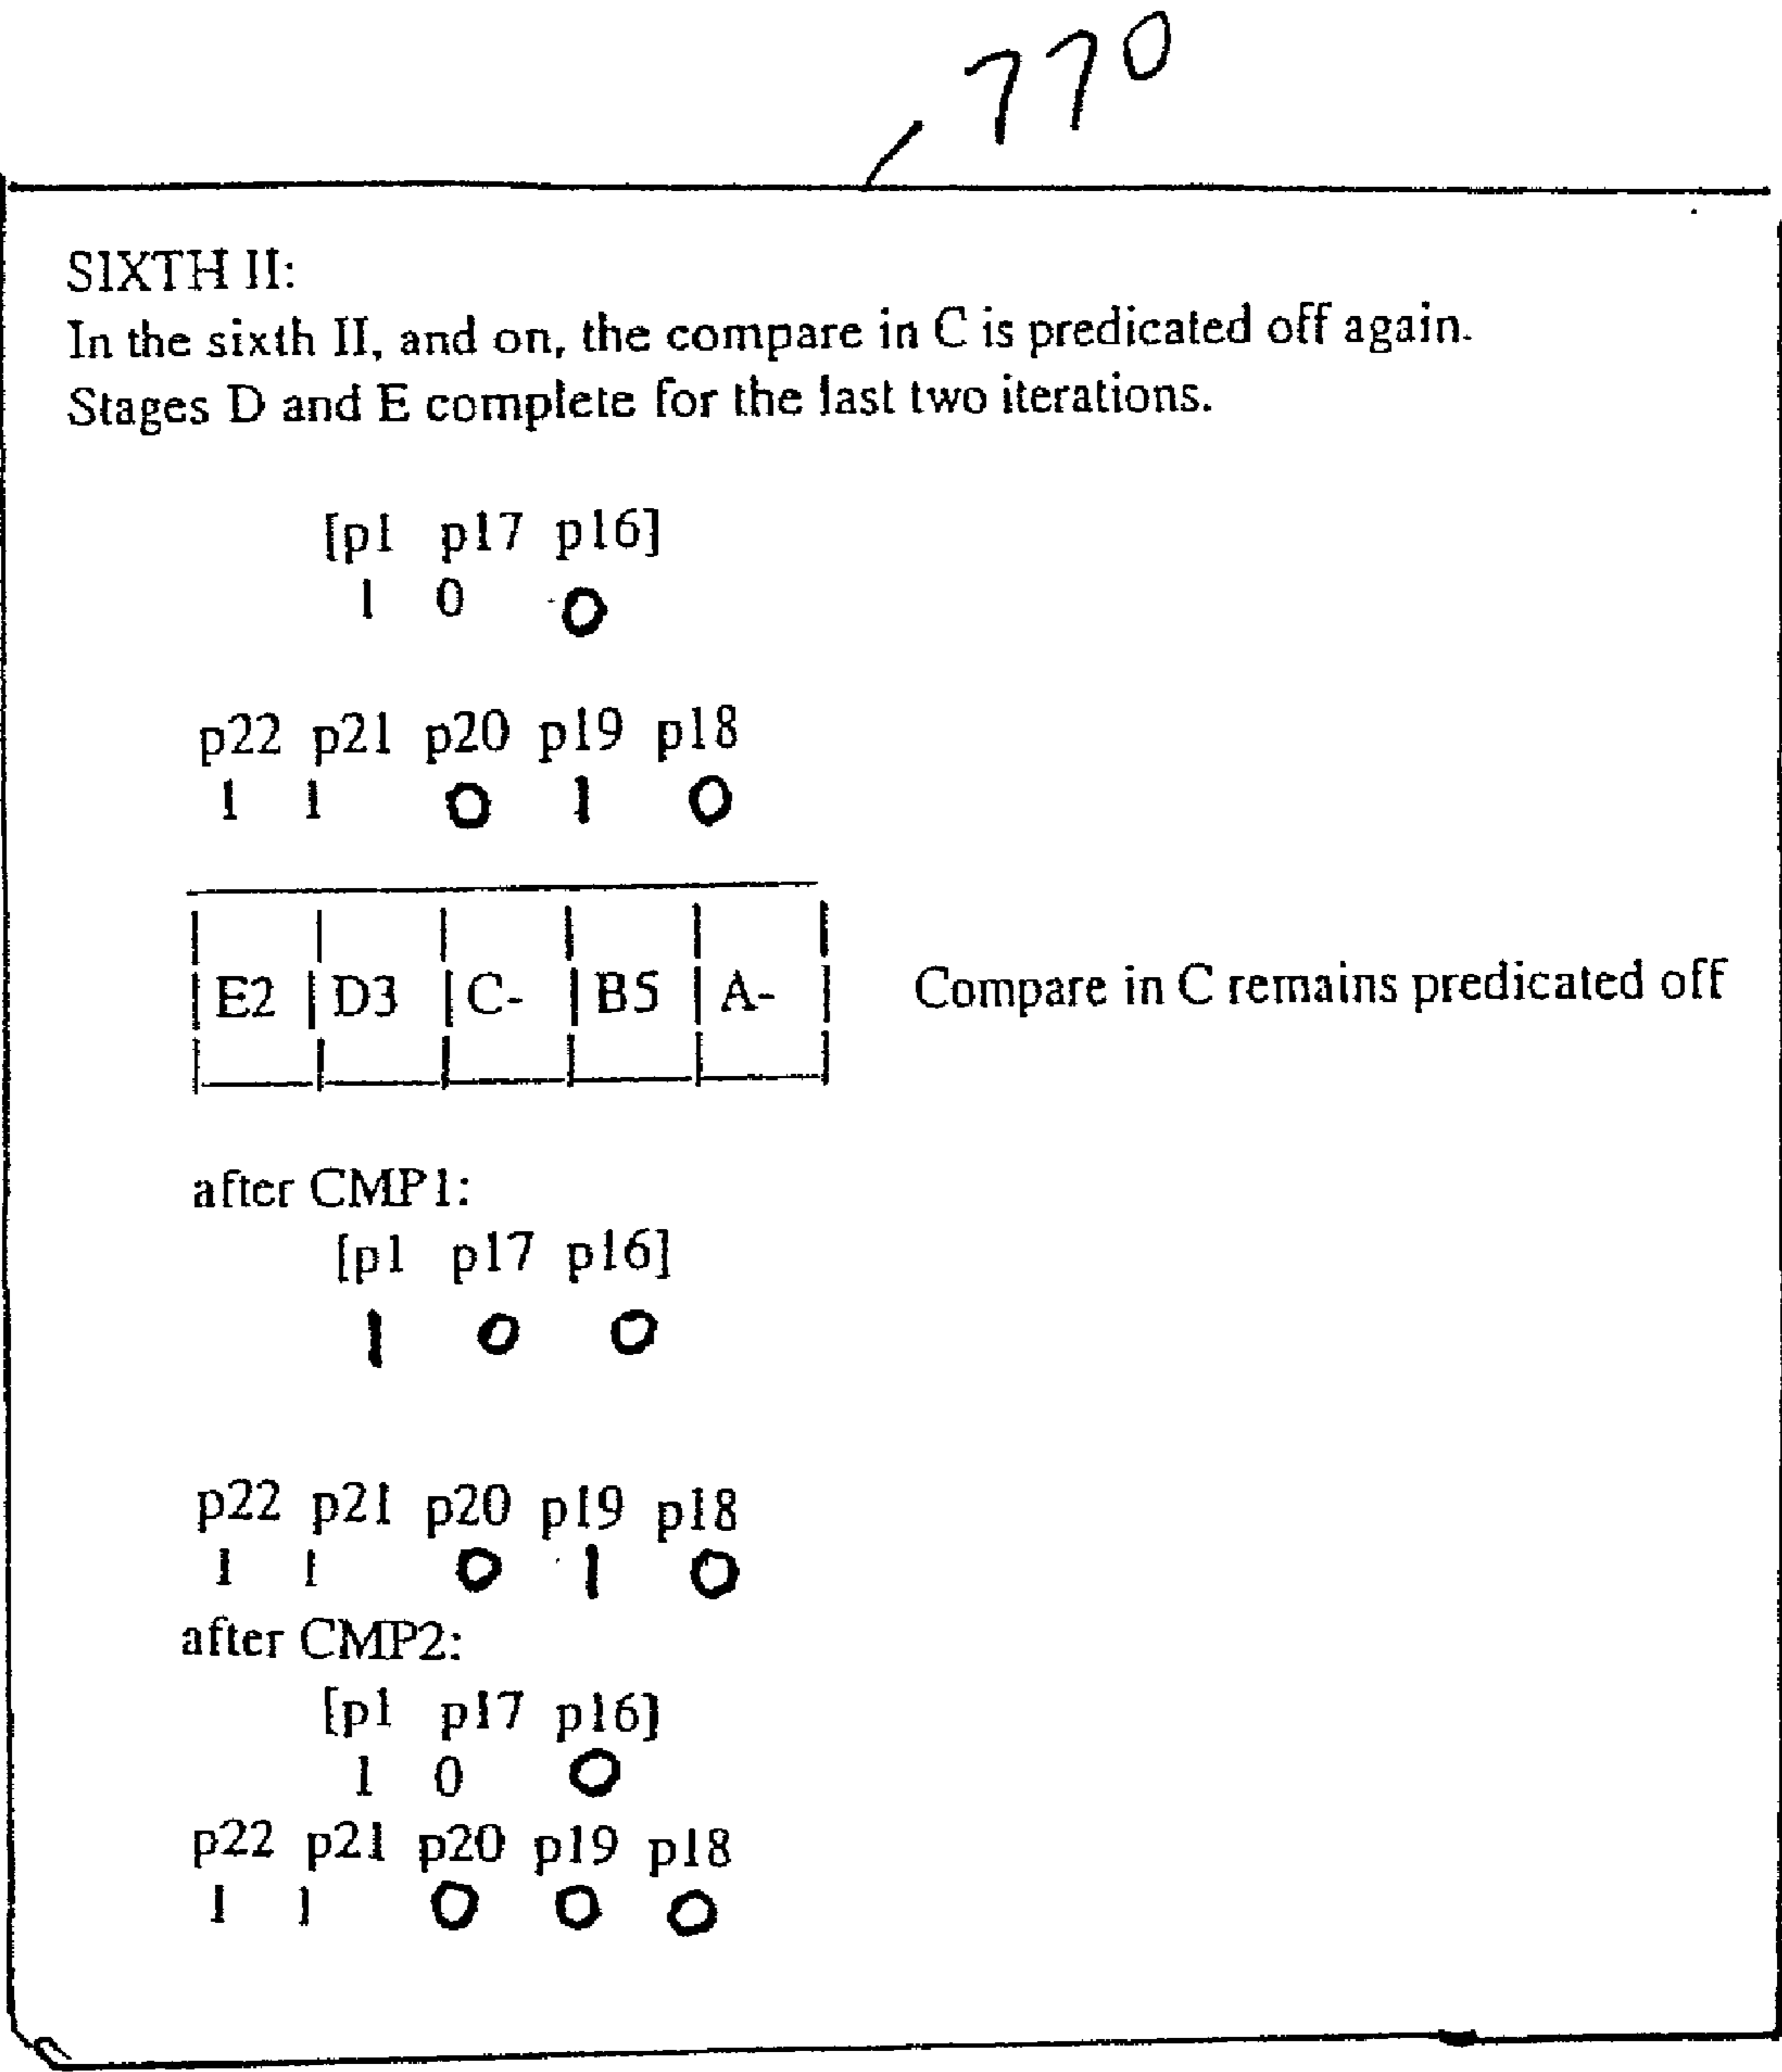 770
SIXTH II:
In the sixth II, and on, the compare in C is predicated off again.
Stages D and E complete for the last two iterations.
[p1 p17 p16]
1 0 0
p22 p21 p20 p19 p18
1 1 0 1 0
E2 D3 C- B5 A- Compare in C remains predicated off
after CMP1:
[p1 p17 p16]
1 0 0
p22 p21 p20 p19 p18
1 1 0 1 0
after CMP2:
[p1 p17 p16]
1 0 0
p22 p21 p20 p19 p18
1 1 0 0 0